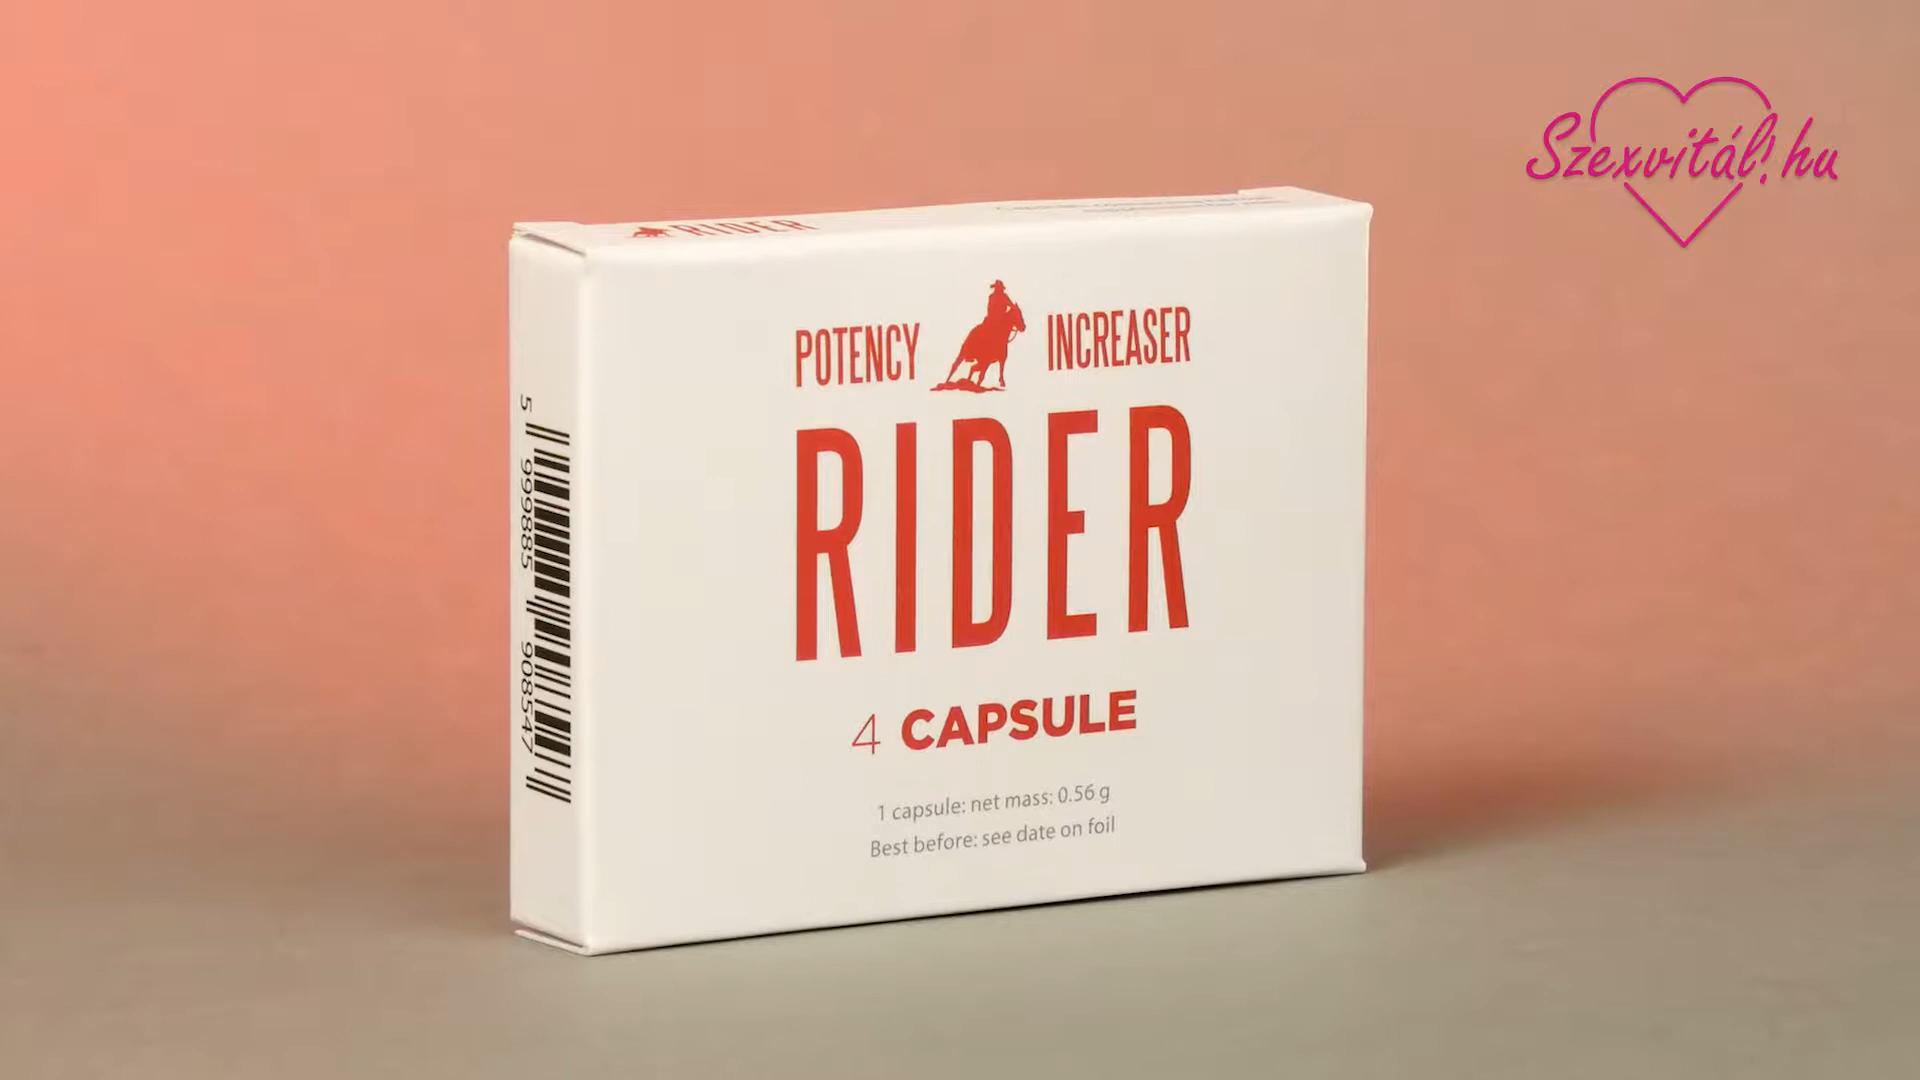 Szexvitál!.hu
RIDER
POTENCY INCREASER
RIDER
4 CAPSULE
1 capsule: net mass: 0.56 g
Best before: see date on foil
5 999885 908547